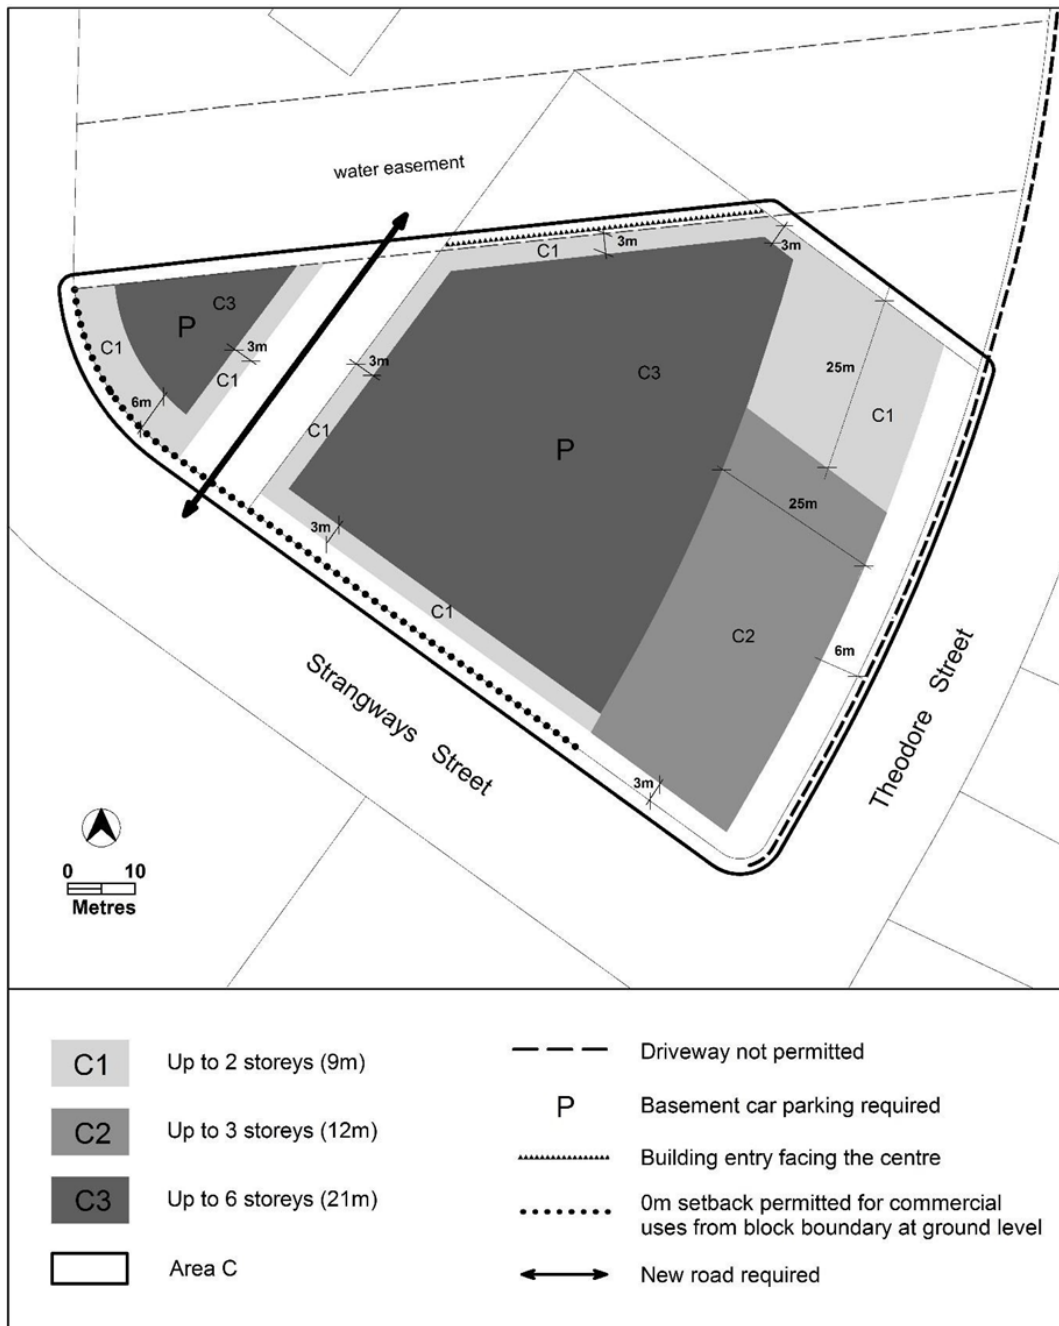 water easement
C1
3m
3m
C3
P
C1
3m
C1
6m
3m
C3
25m
C1
C1
P
3m
25m
C1
C2
6m
Strangways Street
Theodore Street
3m
0 10
Metres
C1 Up to 2 storeys (9m)
C2 Up to 3 storeys (12m)
C3 Up to 6 storeys (21m)
Area C
Driveway not permitted
P Basement car parking required
Building entry facing the centre
0m setback permitted for commercial
uses from block boundary at ground level
New road required